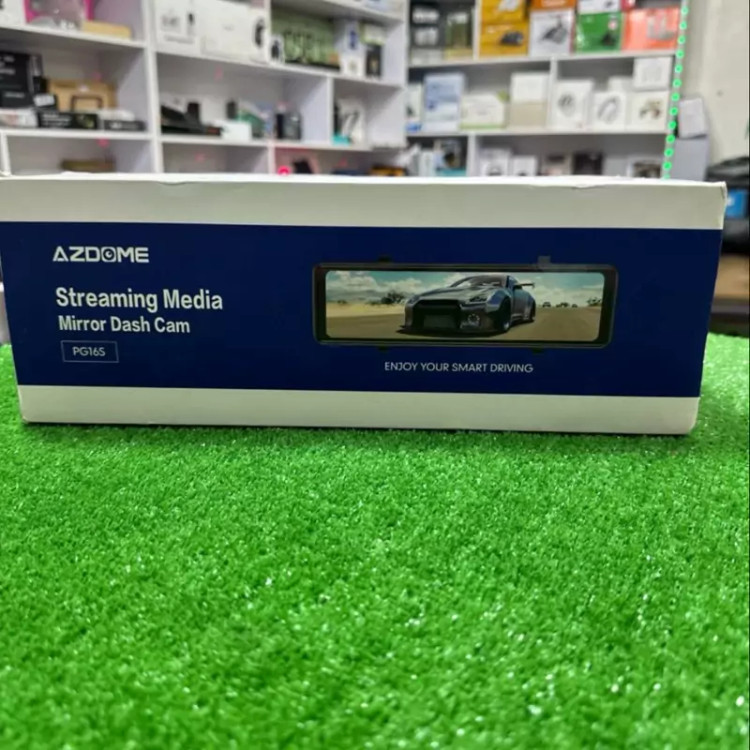 AZDOME
Streaming Media
Mirror Dash Cam
PG16S
ENJOY YOUR SMART DRIVING